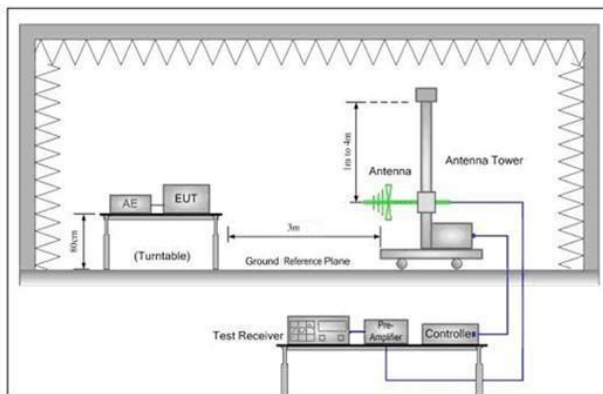 1m to 4m
Antenna
Antenna Tower
AE
EUT
80cm
(Turntable)
3m
Ground Reference Plane
Test Receiver
Pre-
Amplifier
Controller